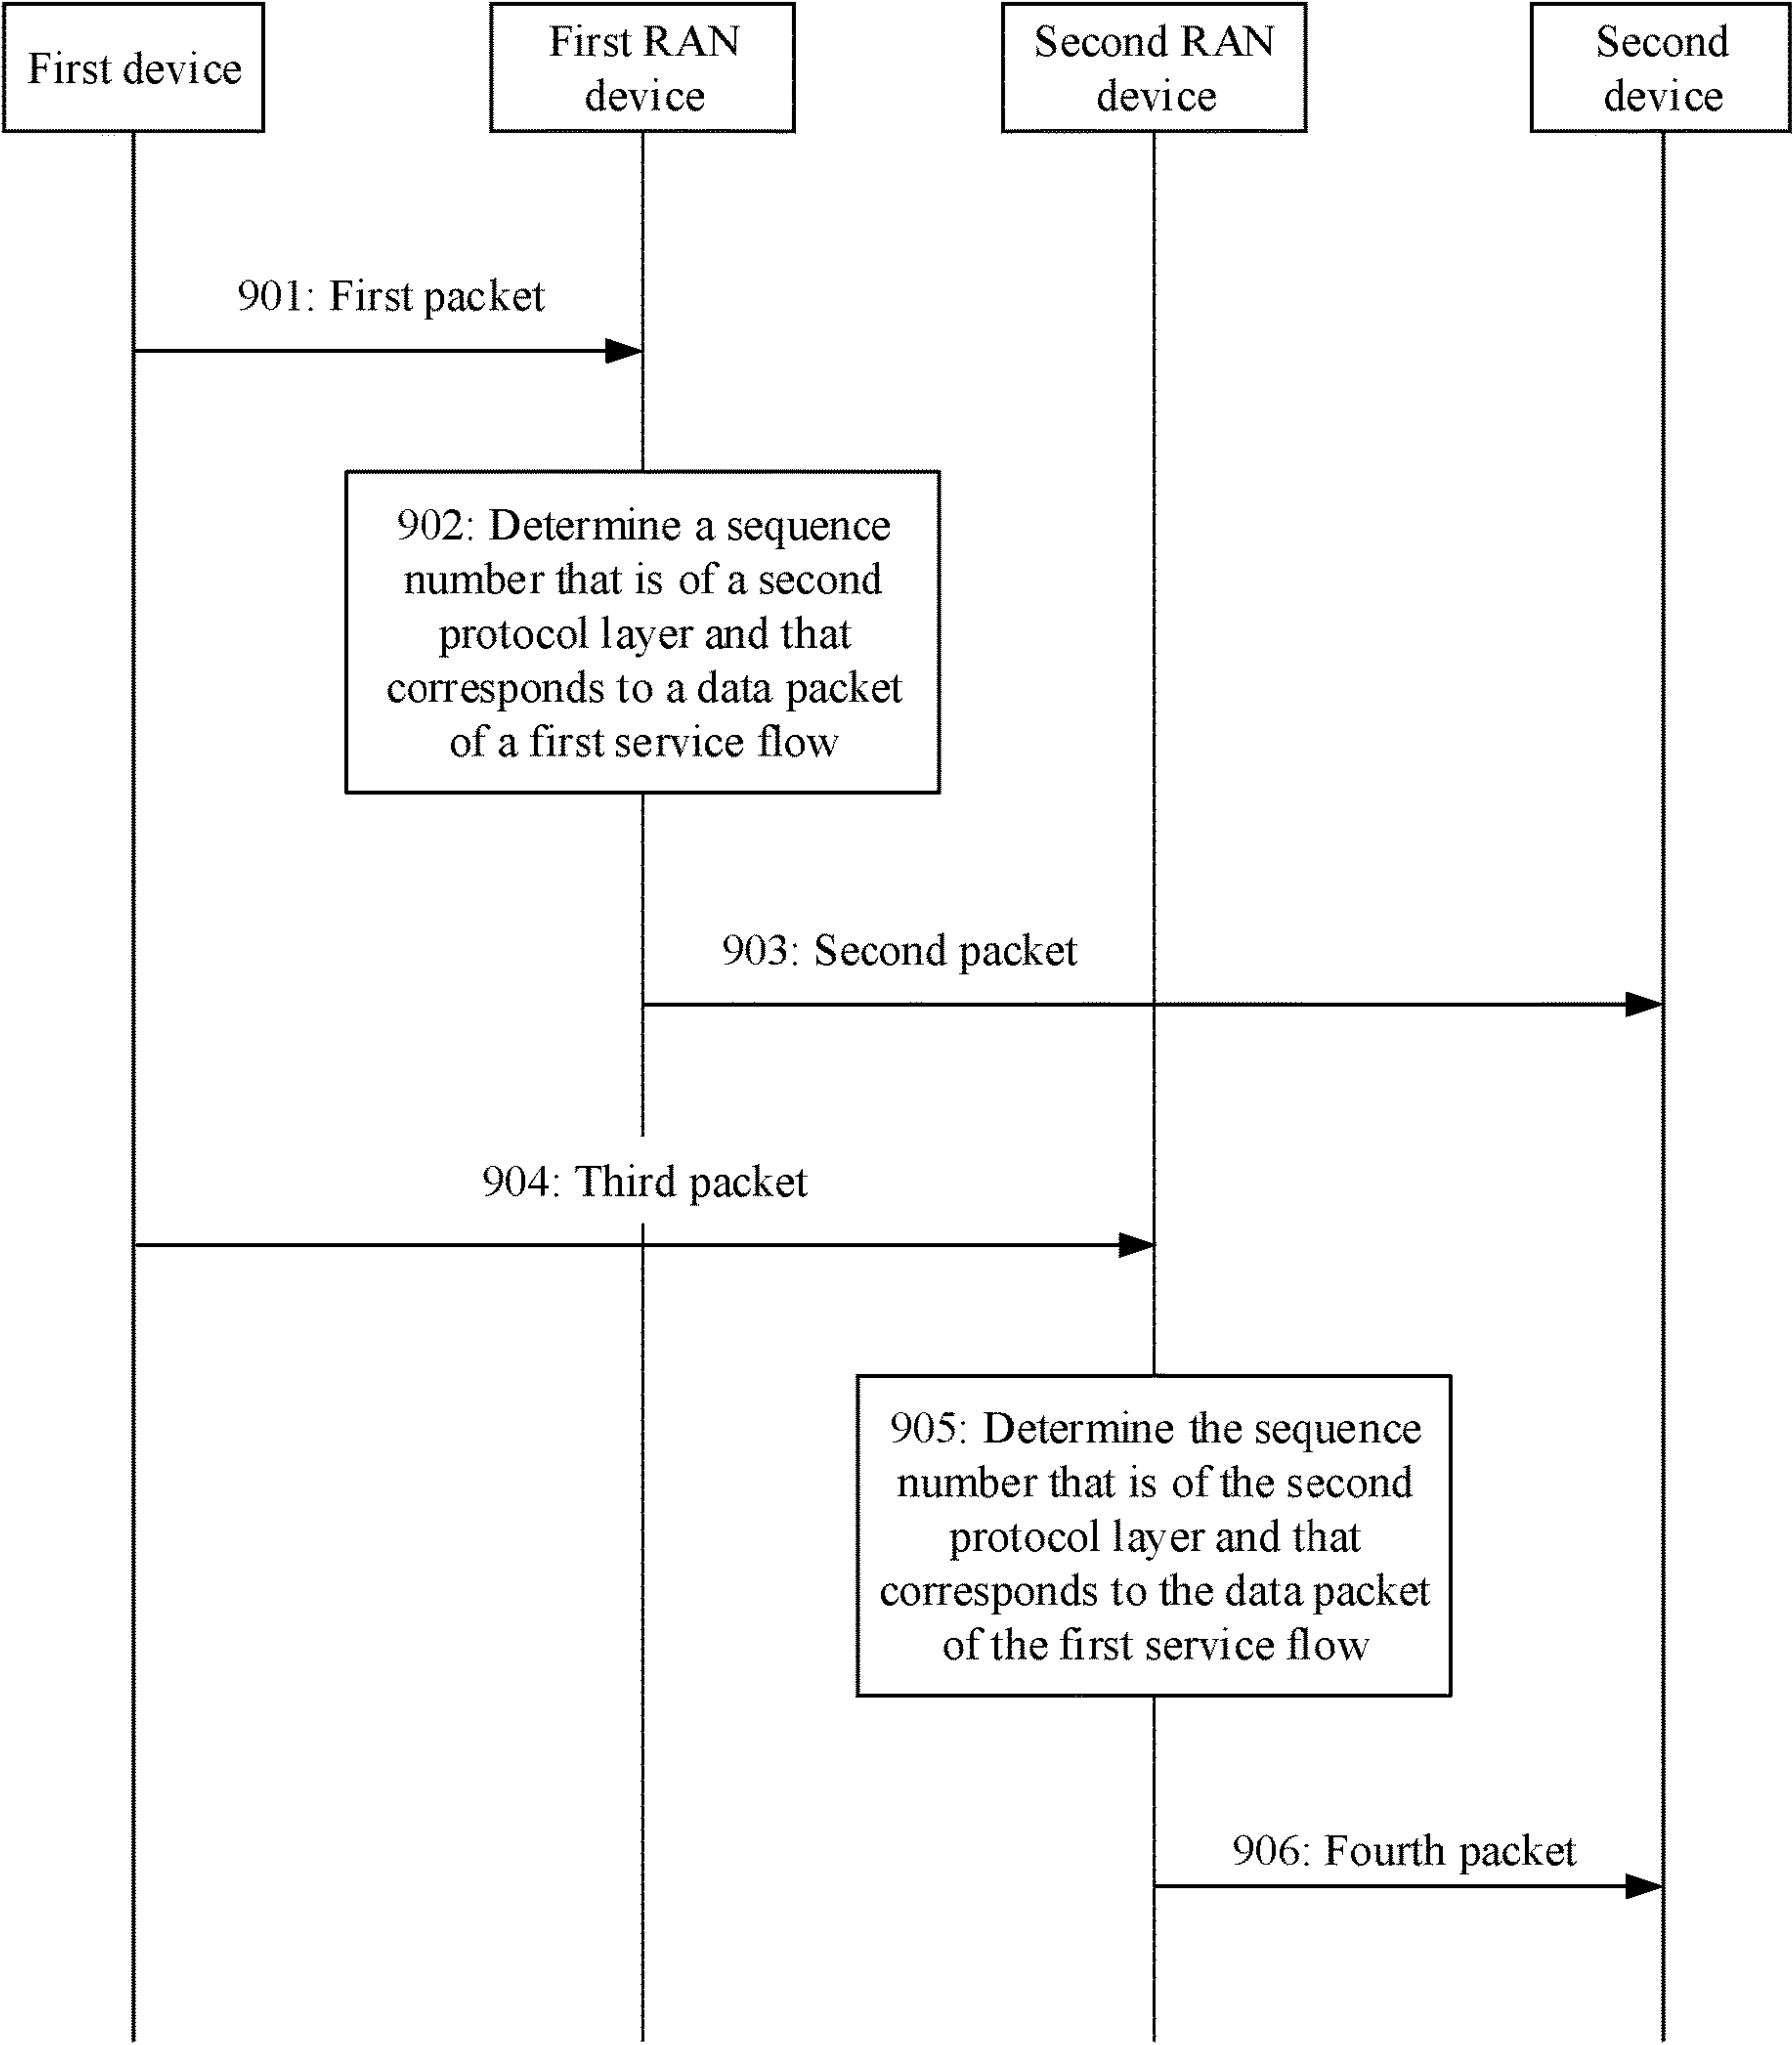 First device
First RAN
device
Second RAN
device
Second
device
901: First packet
902: Determine a sequence
number that is of a second
protocol layer and that
corresponds to a data packet
of a first service flow
903: Second packet
904: Third packet
905: Determine the sequence
number that is of the second
protocol layer and that
corresponds to the data packet
of the first service flow
906: Fourth packet